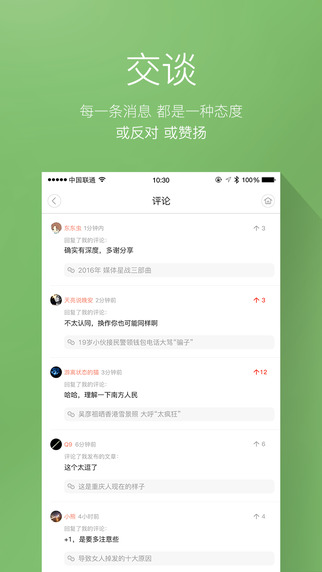 交谈
每一条消息 都是一种态度
或反对 或赞扬
中国联通 10:30 100%
评论
东东虫 1分钟内 3
回复了我的评论：
确实有深度，多谢分享
2016年 媒体星战三部曲
天亮说晚安 2分钟前 3
回复了我的评论：
不太认同，换作你也可能同样啊
19岁小伙接民警领钱包电话大骂“骗子”
游离状态的猫 3分钟前 12
回复了我的评论：
哈哈，理解一下南方人民
吴彦祖晒香港雪景照 大呼“太疯狂”
Q9 6分钟前 6
评论了我发布的文章：
这个太逗了
这是重庆人现在的样子
小熊 4小时前 4
回复了我的评论：
+1，是要多注意些
导致女人掉发的十大原因